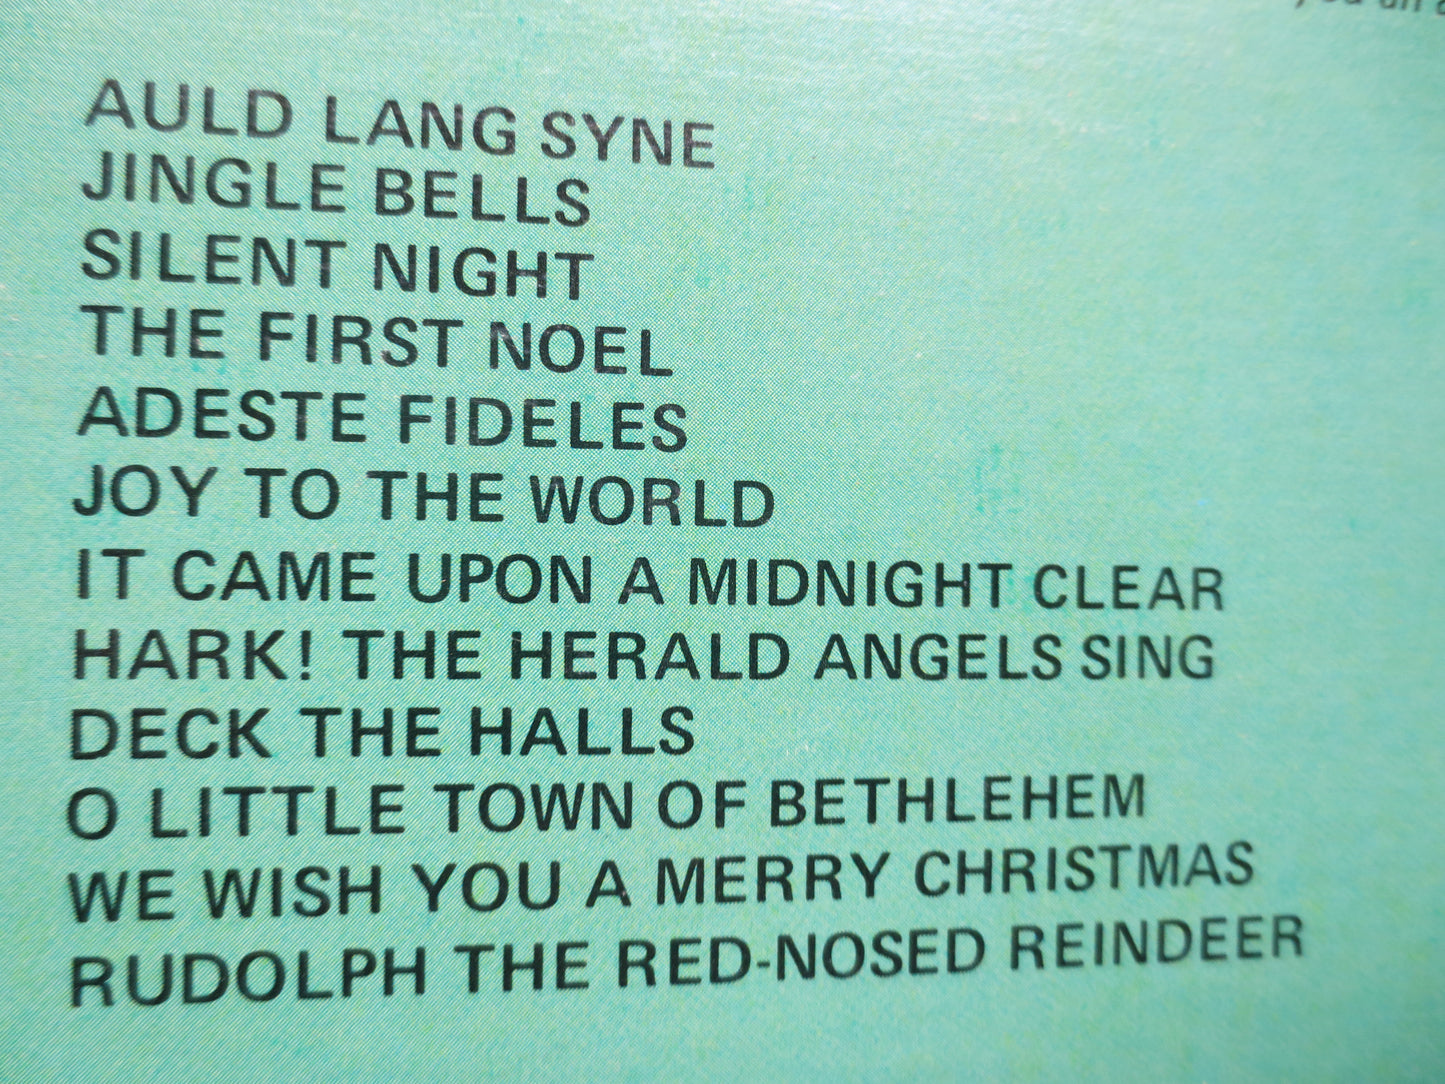 you an
AULD LANG SYNE
JINGLE BELLS
SILENT NIGHT
THE FIRST NOEL
ADESTE FIDELES
JOY TO THE WORLD
IT CAME UPON A MIDNIGHT CLEAR
HARK! THE HERALD ANGELS SING
DECK THE HALLS
O LITTLE TOWN OF BETHLEHEM
WE WISH YOU A MERRY CHRISTMAS
RUDOLPH THE RED-NOSED REINDEER